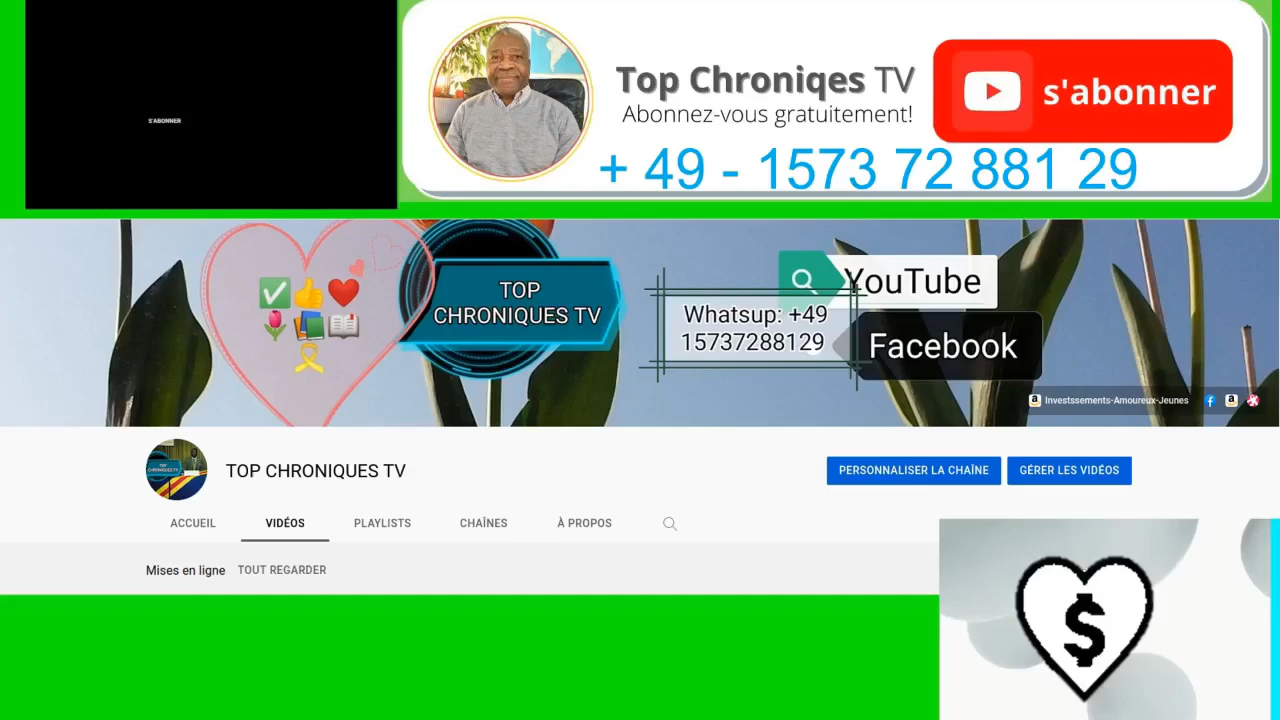 S'ABONNER
Top Chroniqes TV
Abonnez-vous gratuitement!
s'abonner
+ 49 - 1573 72 881 29
TOP
CHRONIQUES TV
Whatsup: +49
15737288129
YouTube
Facebook
Investssements-Amoureux-Jeunes
TOP CHRONIQUES TV
PERSONNALISER LA CHAÎNE
GÉRER LES VIDÉOS
ACCUEIL
VIDÉOS
PLAYLISTS
CHAÎNES
À PROPOS
Mises en ligne
TOUT REGARDER
$